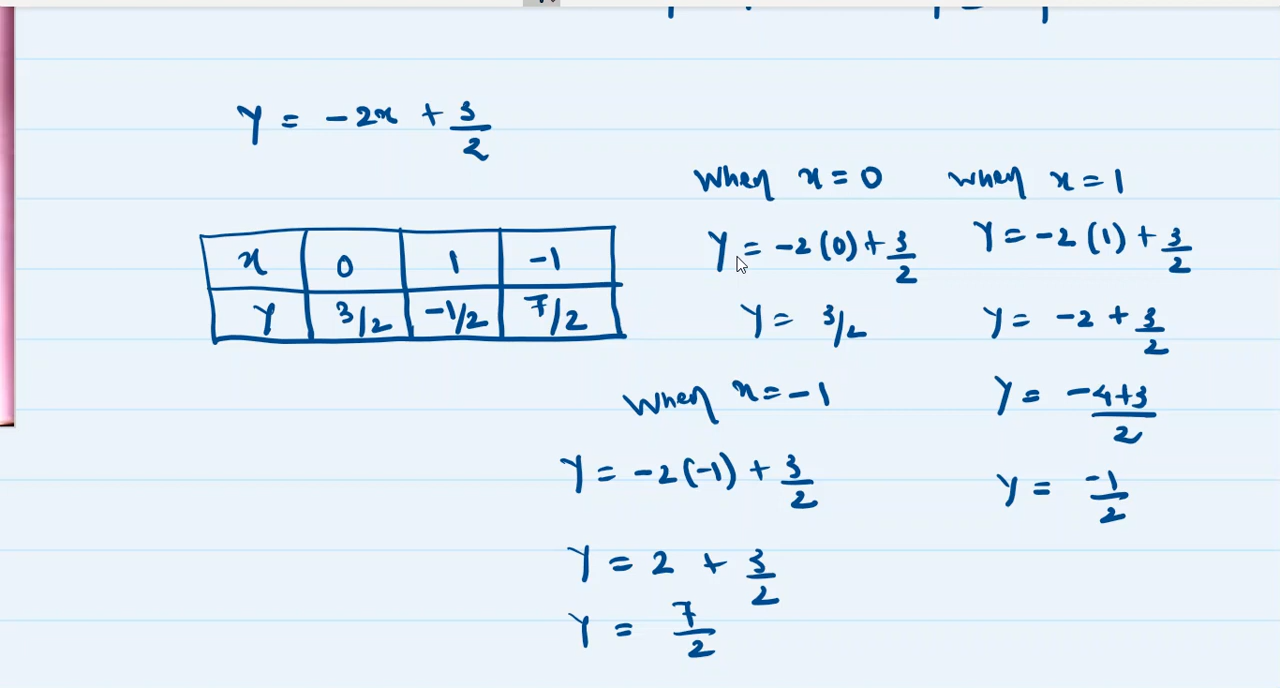 Y = -2x + 3/2
x 0 1 -1
Y 3/2 -1/2 7/2
When x = 0
Y = -2(0) + 3/2
Y = 3/2
When x = 1
Y = -2(1) + 3/2
Y = -2 + 3/2
Y = -4+3/2
Y = -1/2
When x = -1
Y = -2(-1) + 3/2
Y = 2 + 3/2
Y = 7/2